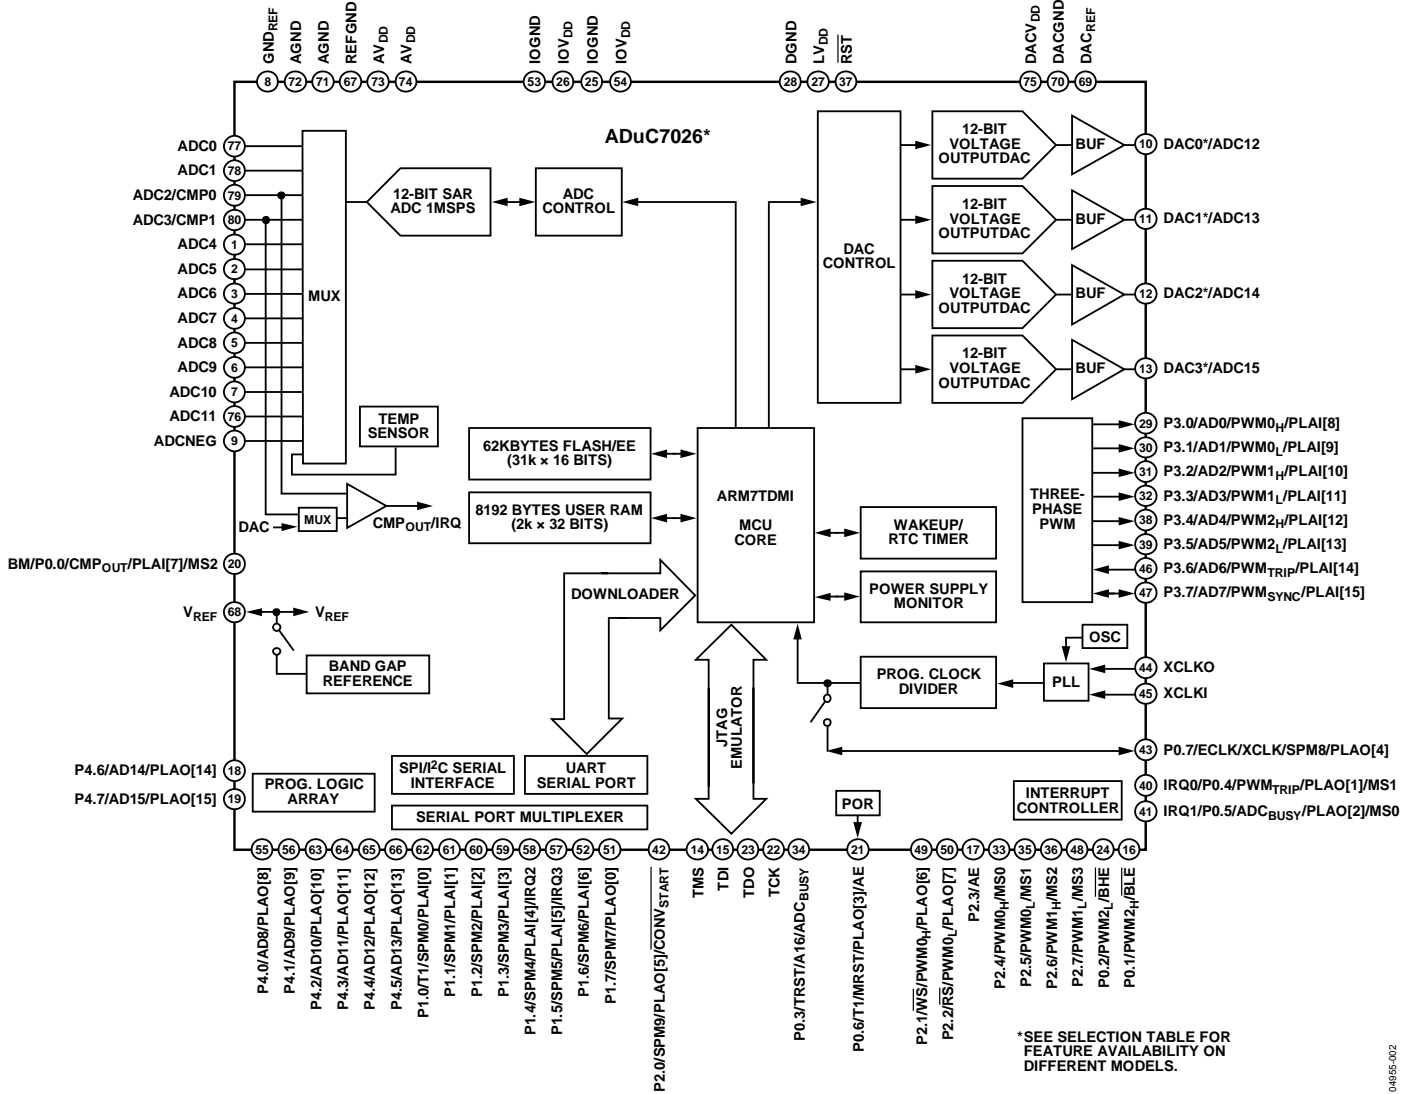 GNDREF
AGND
AGND
REFGND
AVDD
AVDD
IOGND
IOVDD
IOGND
IOVDD
DGND
LVDD
RST
DACVDD
DACGND
DACREF
8
72
71
67
73
74
53
26
25
54
28
27
37
75
70
69
ADuC7026*
ADC0
77
ADC1
78
ADC2/CMP0
79
ADC3/CMP1
80
ADC4
1
ADC5
2
ADC6
3
ADC7
4
ADC8
5
ADC9
6
ADC10
7
ADC11
76
ADCNEG
9
MUX
12-BIT SAR
ADC 1MSPS
ADC
CONTROL
TEMP
SENSOR
DAC
MUX
CMPOUT/IRQ
BM/P0.0/CMPOUT/PLAI[7]/MS2
20
VREF
68
VREF
BAND GAP
REFERENCE
62KBYTES FLASH/EE
(31k × 16 BITS)
8192 BYTES USER RAM
(2k × 32 BITS)
DOWNLOADER
ARM7TDMI
MCU
CORE
DAC
CONTROL
12-BIT
VOLTAGE
OUTPUTDAC
BUF
10
DAC0*/ADC12
12-BIT
VOLTAGE
OUTPUTDAC
BUF
11
DAC1*/ADC13
12-BIT
VOLTAGE
OUTPUTDAC
BUF
12
DAC2*/ADC14
12-BIT
VOLTAGE
OUTPUTDAC
BUF
13
DAC3*/ADC15
THREE-
PHASE
PWM
29
P3.0/AD0/PWM0H/PLAI[8]
30
P3.1/AD1/PWM0L/PLAI[9]
31
P3.2/AD2/PWM1H/PLAI[10]
32
P3.3/AD3/PWM1L/PLAI[11]
38
P3.4/AD4/PWM2H/PLAI[12]
39
P3.5/AD5/PWM2L/PLAI[13]
46
P3.6/AD6/PWMTRIP/PLAI[14]
47
P3.7/AD7/PWMSYNC/PLAI[15]
WAKEUP/
RTC TIMER
POWER SUPPLY
MONITOR
OSC
PROG. CLOCK
DIVIDER
PLL
44
XCLKO
45
XCLKI
43
P0.7/ECLK/XCLK/SPM8/PLAO[4]
40
IRQ0/P0.4/PWMTRIP/PLAO[1]/MS1
41
IRQ1/P0.5/ADCBUSY/PLAO[2]/MS0
INTERRUPT
CONTROLLER
POR
JTAG
EMULATOR
P4.6/AD14/PLAO[14]
18
P4.7/AD15/PLAO[15]
19
PROG. LOGIC
ARRAY
SPI/I2C SERIAL
INTERFACE
UART
SERIAL PORT
SERIAL PORT MULTIPLEXER
55
56
63
64
65
66
62
61
60
59
58
57
52
51
42
14
15
23
22
34
21
49
50
17
33
35
36
48
24
16
P4.0/AD8/PLAO[8]
P4.1/AD9/PLAO[9]
P4.2/AD10/PLAO[10]
P4.3/AD11/PLAO[11]
P4.4/AD12/PLAO[12]
P4.5/AD13/PLAO[13]
P1.0/T1/SPM0/PLAI[0]
P1.1/SPM1/PLAI[1]
P1.2/SPM2/PLAI[2]
P1.3/SPM3/PLAI[3]
P1.4/SPM4/PLAI[4]/IRQ2
P1.5/SPM5/PLAI[5]/IRQ3
P1.6/SPM6/PLAI[6]
P1.7/SPM7/PLAO[0]
P2.0/SPM9/PLAO[5]/CONVSTART
TMS
TDI
TDO
TCK
P0.3/TRST/A16/ADCBUSY
P0.6/T1/MRST/PLAO[3]/AE
P2.1/WS/PWM0H/PLAO[6]
P2.2/RS/PWM0L/PLAO[7]
P2.3/AE
P2.4/PWM0H/MS0
P2.5/PWM0L/MS1
P2.6/PWM1H/MS2
P2.7/PWM1L/MS3
P0.2/PWM2L/BHE
P0.1/PWM2H/BLE
*SEE SELECTION TABLE FOR
FEATURE AVAILABILITY ON
DIFFERENT MODELS.
04955-002